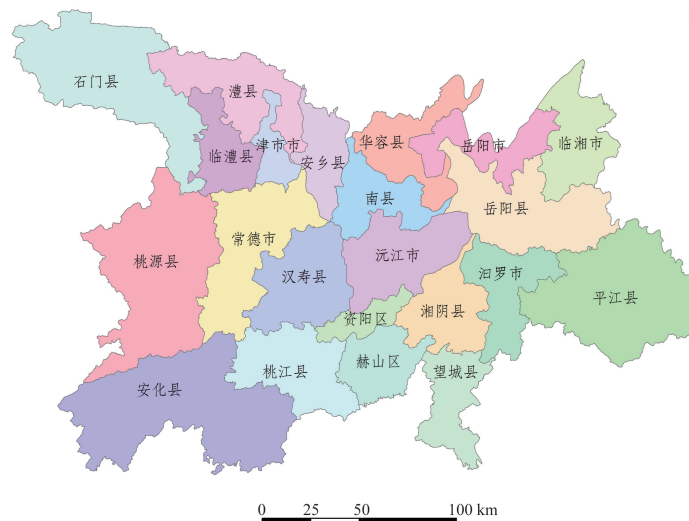 石门县
澧县
临澧县
津市市
安乡县
华容县
岳阳市
临湘市
南县
岳阳县
桃源县
常德市
汉寿县
沅江市
汨罗市
平江县
资阳区
湘阴县
安化县
桃江县
赫山区
望城县
0 25 50 100 km